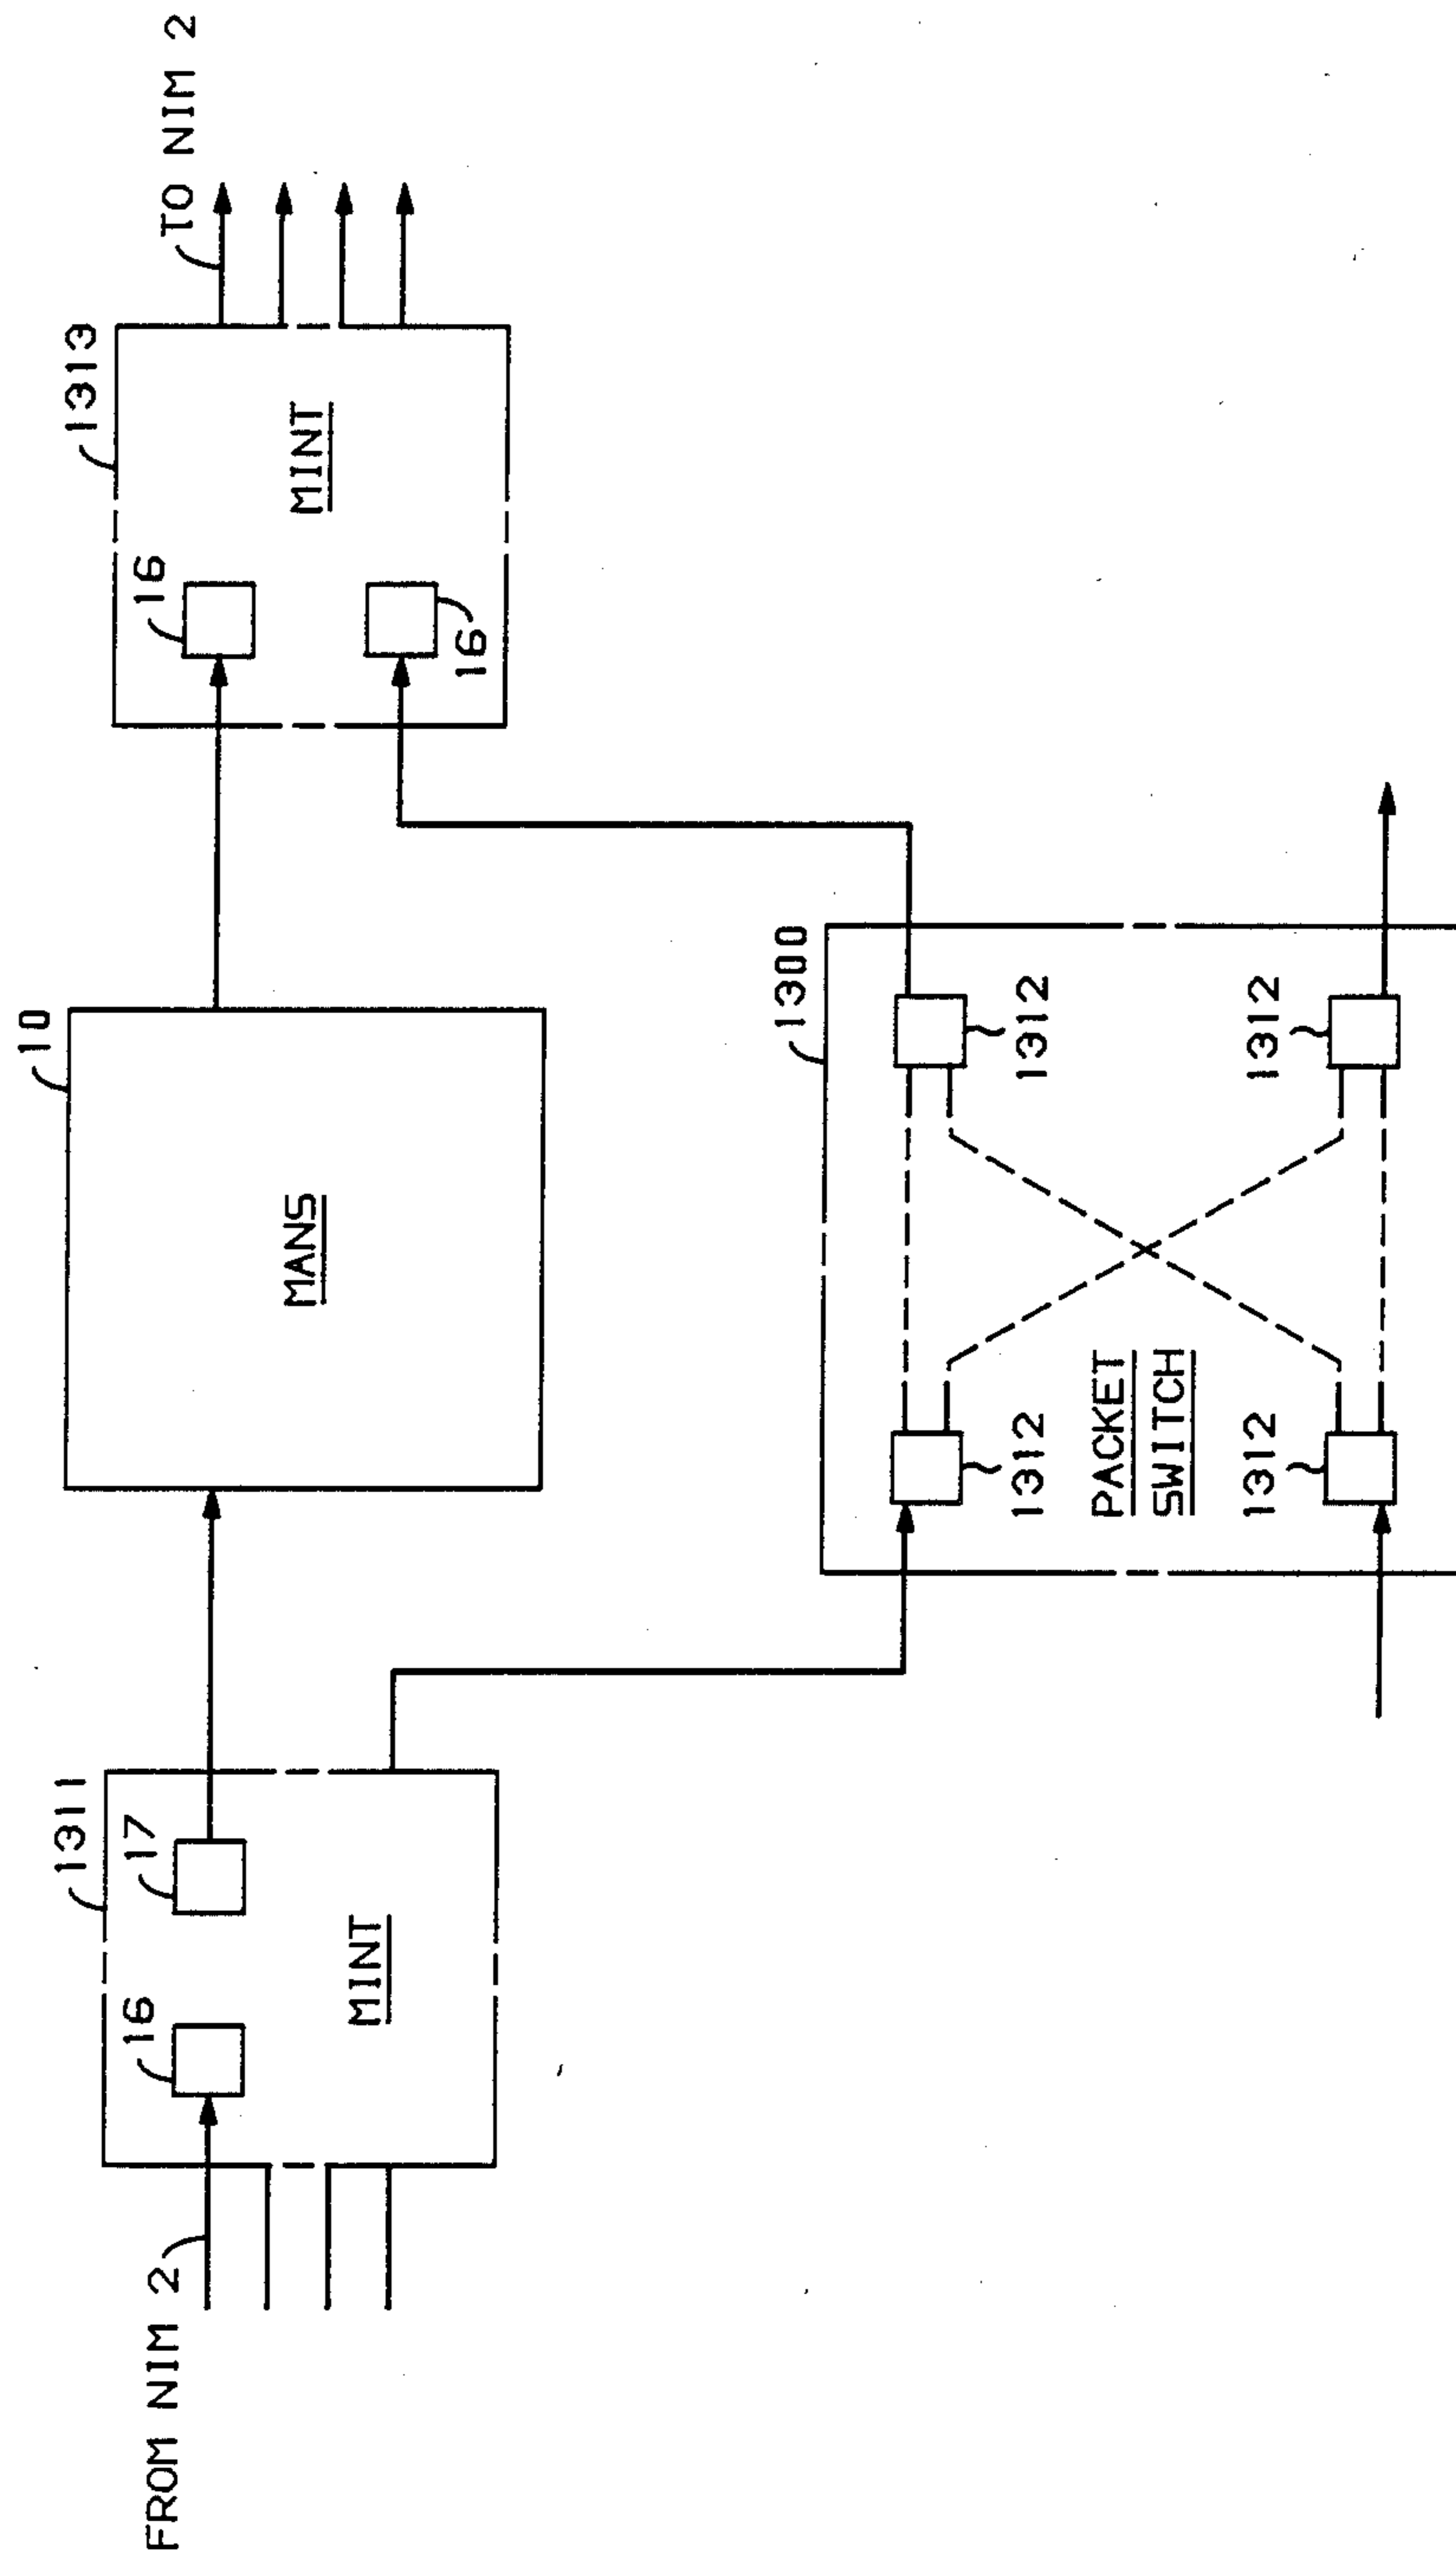 10
1311
1313
17
TO NIM 2
16
16
FROM NIM 2
MINT
MANS
MINT
16
1300
1312
1312
PACKET
SWITCH
1312
1312